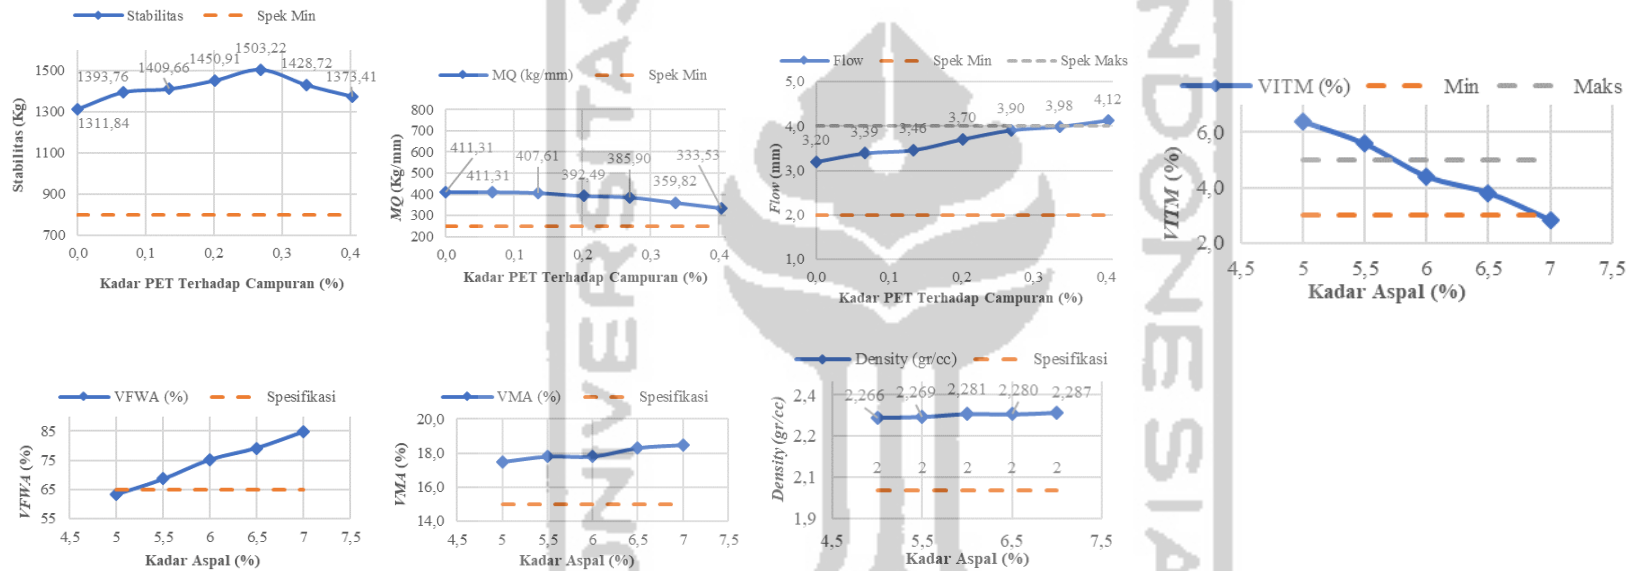 Stabilitas Spek Min
1393,76 1409,66 1450,91 1503,22 1428,72 1373,41
1311,84
1500
1300
1100
900
700
Stabilitas (Kg)
0,0 0,1 0,2 0,3 0,4
Kadar PET Terhadap Campuran (%)
MQ (kg/mm) Spek Min
800
700
600
500
400
300
200
MQ (Kg/mm)
411,31 407,61 385,90 333,53
411,31 392,49 359,82
0,0 0,1 0,2 0,3 0,4
Kadar PET Terhadap Campuran (%)
Flow Spek Min Spek Maks
5,0
4,0
3,0
2,0
1,0
Flow (mm)
3,20 3,39 3,46 3,70 3,90 3,98 4,12
0,0 0,1 0,2 0,3 0,4
Kadar PET Terhadap Campuran (%)
VITM (%) Min Maks
6,0
4,0
2,0
VITM (%)
4,5 5 5,5 6 6,5 7 7,5
Kadar Aspal (%)
VFWA (%) Spesifikasi
85
75
65
55
VFWA (%)
4,5 5 5,5 6 6,5 7 7,5
Kadar Aspal (%)
VMA (%) Spesifikasi
20,0
18,0
16,0
14,0
VMA (%)
4,5 5 5,5 6 6,5 7 7,5
Kadar Aspal (%)
Density (gr/cc) Spesifikasi
2,4
2,2
2,1
1,9
Density (gr/cc)
2,266 2,269 2,281 2,280 2,287
2 2 2 2 2
4,5 5,5 6,5 7,5
Kadar Aspal (%)
UNIVERSITAS
INDONESIA